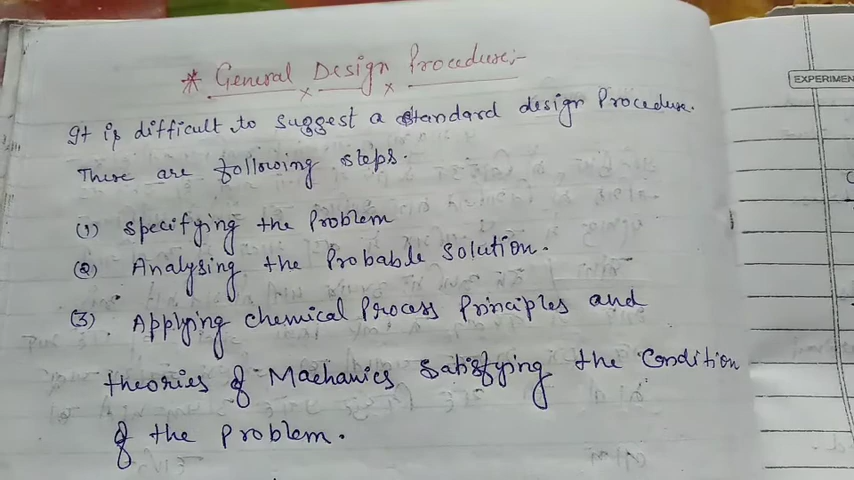 * General Design Procedure:-
It is difficult to suggest a standard design Procedure.
There are following steps.
(1) Specifying the Problem
(2) Analysing the Probable Solution.
(3) Applying chemical Process Principles and
theories of Machanics Satisfying the Condition
of the Problem.
EXPERIMEN